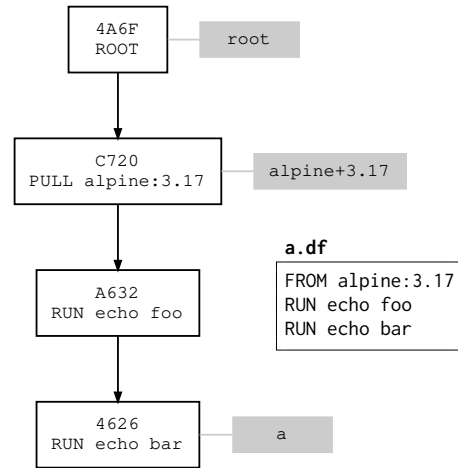 4A6F
ROOT
root
C720
PULL alpine:3.17
alpine+3.17
a.df
FROM alpine:3.17
RUN echo foo
RUN echo bar
A632
RUN echo foo
4626
RUN echo bar
a